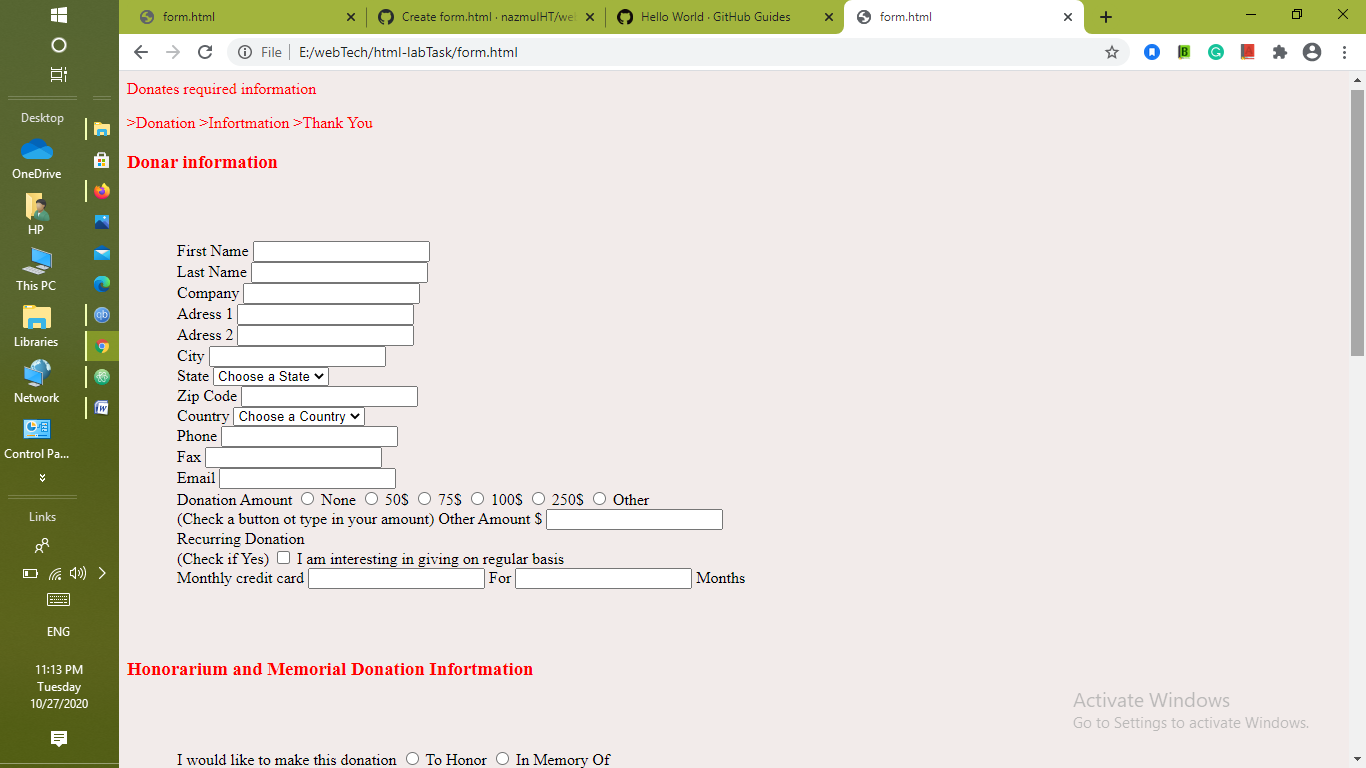 form.html
Create form.html · nazmulHT/we
Hello World · GitHub Guides
form.html
File
E:/webTech/html-labTask/form.html
Desktop
OneDrive
HP
This PC
Libraries
Network
Control Pa...
Links
ENG
11:13 PM
Tuesday
10/27/2020
Donates required information
>Donation >Infortmation >Thank You
Donar information
First Name
Last Name
Company
Adress 1
Adress 2
City
State Choose a State
Zip Code
Country Choose a Country
Phone
Fax
Email
Donation Amount None 50$ 75$ 100$ 250$ Other
(Check a button ot type in your amount) Other Amount $
Recurring Donation
(Check if Yes) I am interesting in giving on regular basis
Monthly credit card For Months
Honorarium and Memorial Donation Infortmation
I would like to make this donation To Honor In Memory Of
Activate Windows
Go to Settings to activate Windows.